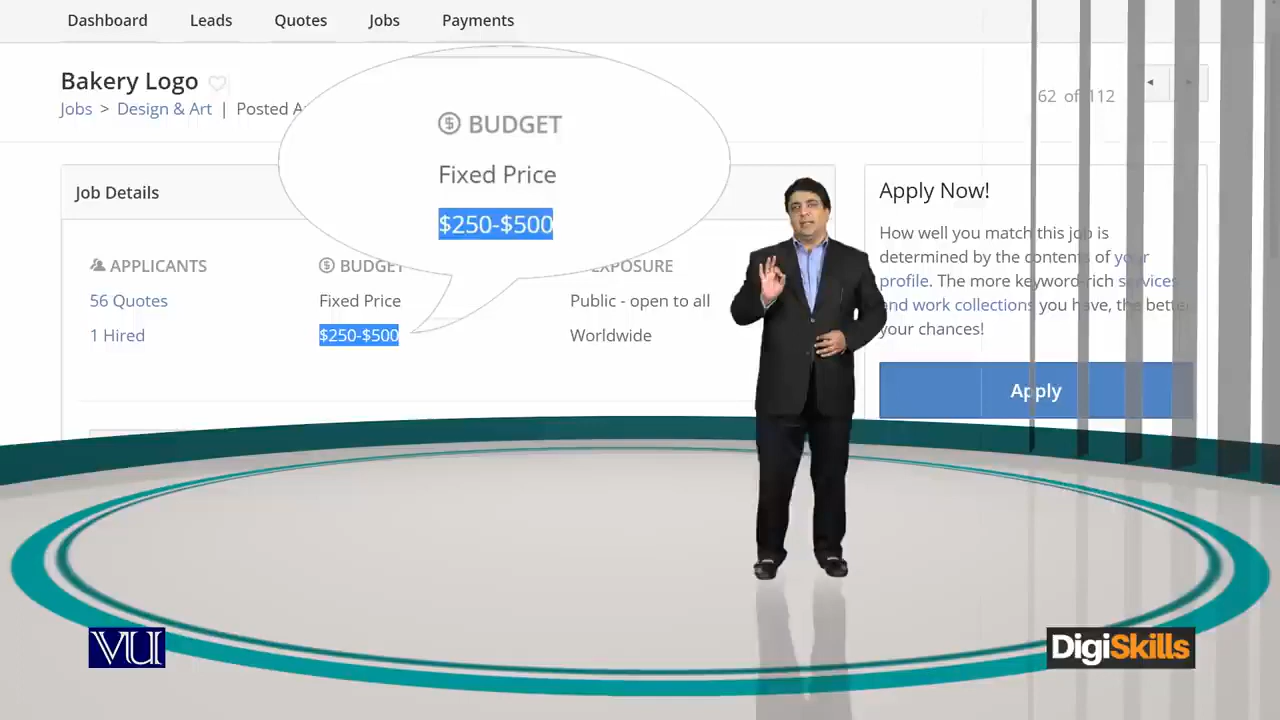 Dashboard Leads Quotes Jobs Payments
Bakery Logo
62 of 112
Jobs > Design & Art | Posted
BUDGET
Fixed Price
$250-$500
Job Details
APPLICANTS BUDGET EXPOSURE
56 Quotes Fixed Price Public - open to all
1 Hired $250-$500 Worldwide
Apply Now!
How well you match this job is
determined by the contents of your
profile. The more keyword-rich services
and work collections you have, the better
your chances!
Apply
VU
DigiSkills